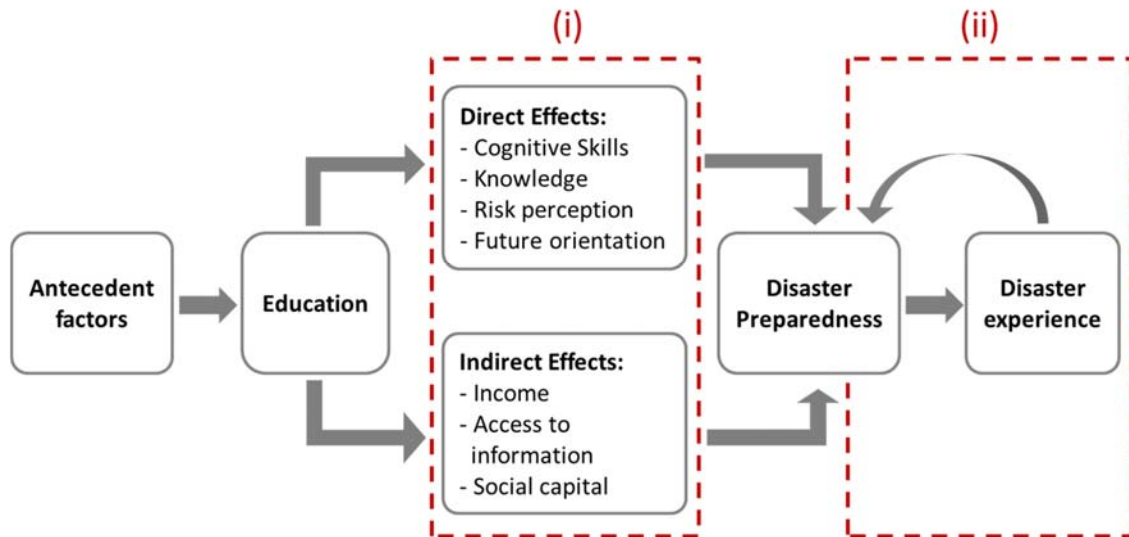 (i)
(ii)
Direct Effects:
- Cognitive Skills
- Knowledge
- Risk perception
- Future orientation
Antecedent
factors
Education
Disaster
Preparedness
Disaster
experience
Indirect Effects:
- Income
- Access to
information
- Social capital